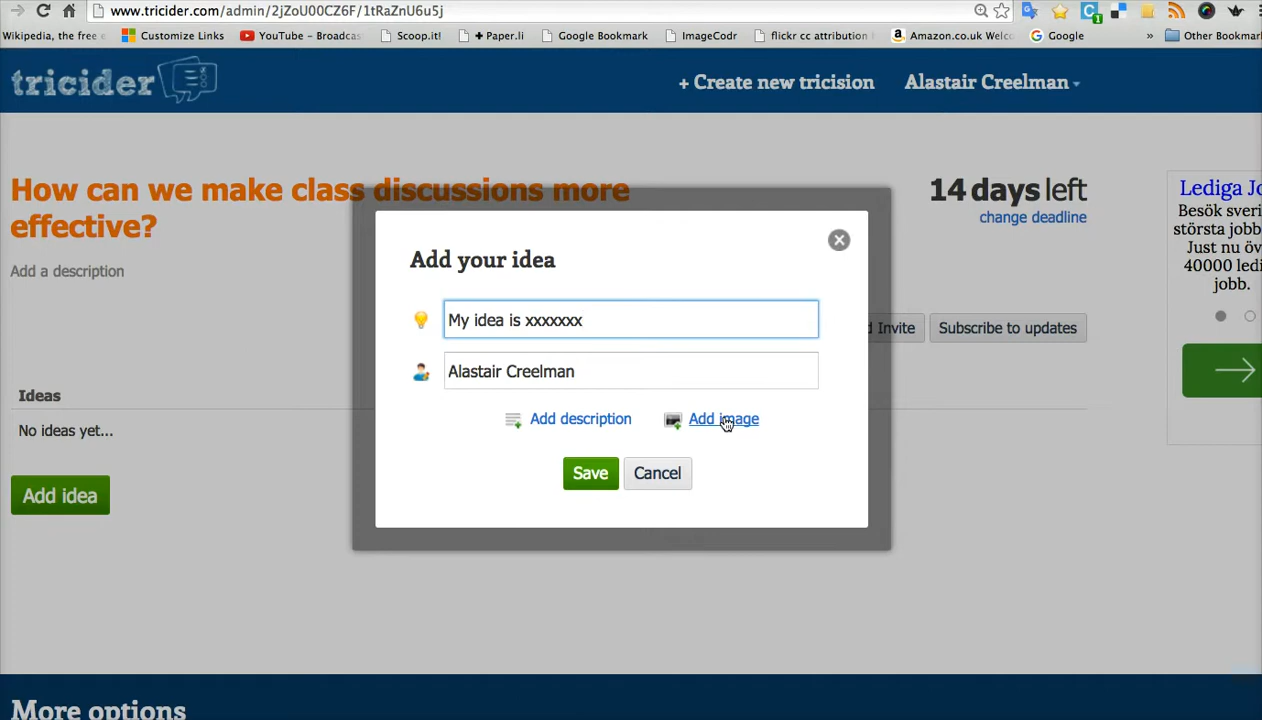 www.tricider.com/admin/2jZoU00CZ6F/1tRaZnU6u5j
Wikipedia, the free e Customize Links YouTube - Broadcas Scoop.it! + Paper.li Google Bookmark ImageCodr flickr cc attribution Amazon.co.uk Welc Google » Other Bookmar
tricider + Create new tricision Alastair Creelman
How can we make class discussions more
effective?
14 days left
change deadline
Add a description
Invite Subscribe to updates
Ideas
No ideas yet...
Add idea
Add your idea
My idea is xxxxxxx
Alastair Creelman
Add description Add image
Save Cancel
Lediga Jo
Besök sveri
största jobb
Just nu öv
40000 ledi
jobb.
More options